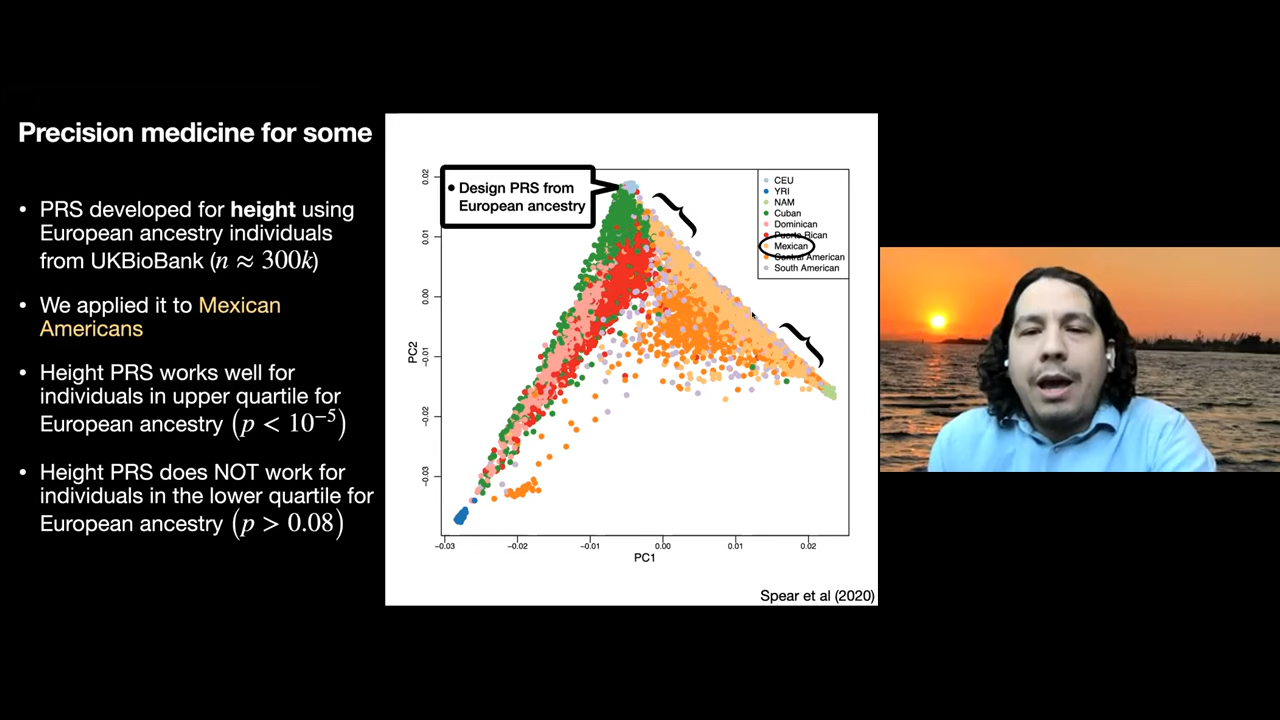 Precision medicine for some
• PRS developed for height using
European ancestry individuals
from UKBioBank (n ≈ 300k)
• We applied it to Mexican
Americans
• Height PRS works well for
individuals in upper quartile for
European ancestry (p < 10⁻⁵)
• Height PRS does NOT work for
individuals in the lower quartile for
European ancestry (p > 0.08)
• Design PRS from
European ancestry
CEU
YRI
NAM
Cuban
Dominican
Puerto Rican
Mexican
Central American
South American
0.02
0.01
0.00
−0.01
−0.02
−0.03
PC2
−0.03
−0.02
−0.01
0.00
0.01
0.02
PC1
Spear et al (2020)